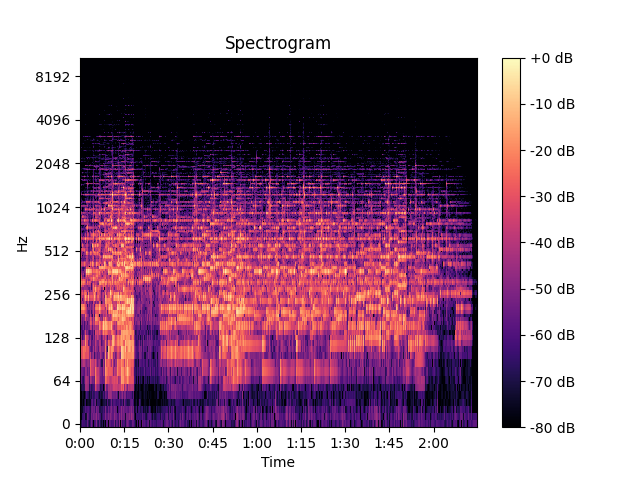 Spectrogram
8192
4096
2048
1024
512
256
128
64
0
Hz
0:00 0:15 0:30 0:45 1:00 1:15 1:30 1:45 2:00
Time
+0 dB
-10 dB
-20 dB
-30 dB
-40 dB
-50 dB
-60 dB
-70 dB
-80 dB